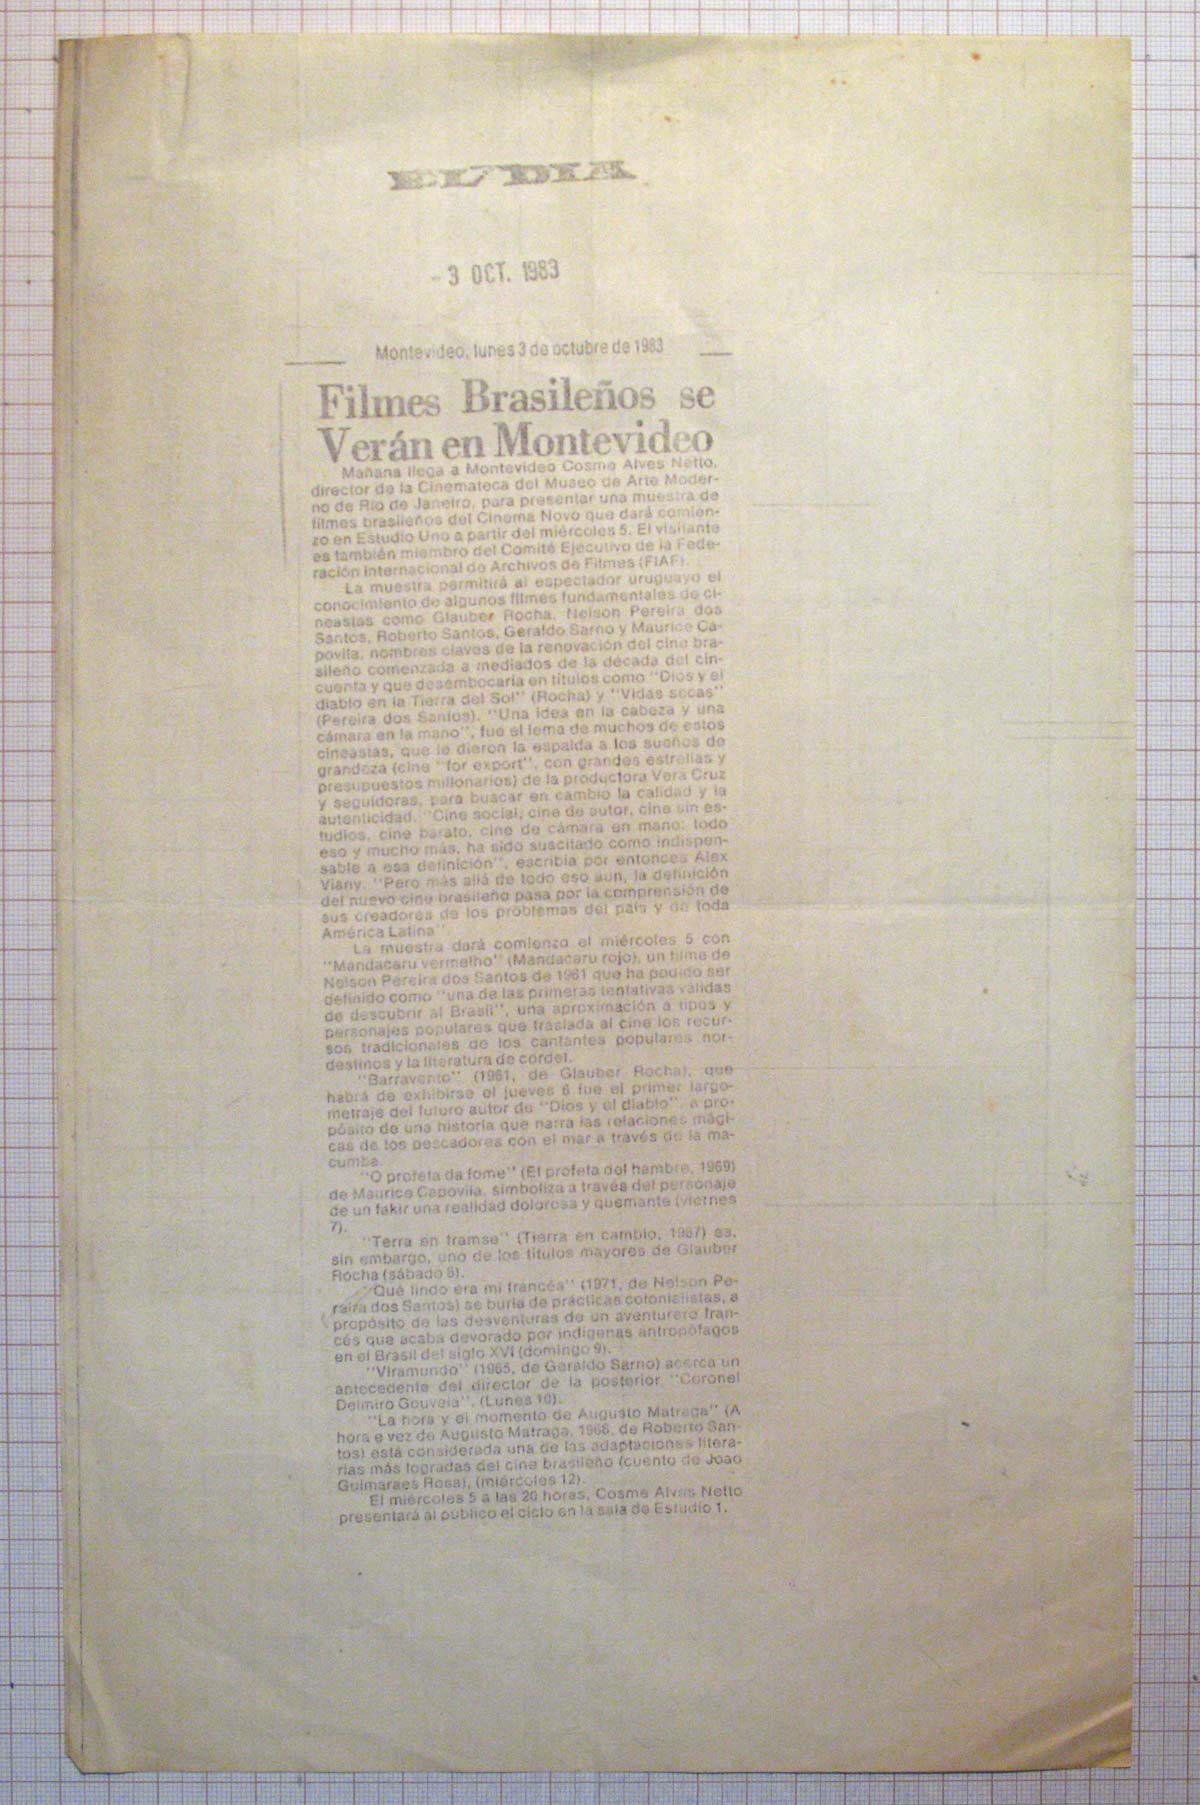 EL DIA
- 3 OCT. 1983
Montevideo, lunes 3 de octubre de 1983
Filmes Brasileños se
Verán en Montevideo
Mañana llega a Montevideo Cosme Alves Netto,
director de la Cinemateca del Museo de Arte Moder-
no de Rio de Janeiro, para presentar una muestra de
filmes brasileños del Cinema Novo que dará comien-
zo en Estudio Uno a partir del miércoles 5. El visitante
es también miembro del Comité Ejecutivo de la Fede-
ración Internacional de Archivos de Filmes (FIAF).
La muestra permitirá al espectador uruguayo el
conocimiento de algunos filmes fundamentales de ci-
neastas como Glauber Rocha, Nelson Pereira dos
Santos, Roberto Santos, Geraldo Sarno y Maurice Ca-
povila, nombres claves de la renovación del cine bra-
sileño comenzada a mediados de la década del cin-
cuenta y que desembocaría en títulos como "Dios y el
diablo en la Tierra del Sol" (Rocha) y "Vidas secas"
(Pereira dos Santos). "Una idea en la cabeza y una
cámara en la mano", fue el lema de muchos de estos
cineastas, que le dieron la espalda a los sueños de
grandeza (cine "for export", con grandes estrellas y
presupuestos millonarios) de la productora Vera Cruz
y seguidoras, para buscar en cambio la calidad y la
autenticidad. "Cine social, cine de autor, cine sin es-
tudios, cine barato, cine de cámara en mano: todo
eso y mucho más, ha sido suscitado como indispen-
sable a esa definición", escribía por entonces Alex
Viany. "Pero más allá de todo eso aun, la definición
del nuevo cine brasileño pasa por la comprensión de
sus creadores de los problemas del país y de toda
América Latina".
La muestra dará comienzo el miércoles 5 con
"Mandacaru vermelho" (Mandacaru rojo), un filme de
Nelson Pereira dos Santos de 1961 que ha podido ser
definido como "una de las primeras tentativas válidas
de descubrir al Brasil", una aproximación a tipos y
personajes populares que traslada al cine los recur-
sos tradicionales de los cantantes populares nor-
destinos y la literatura de cordel.
"Barravento" (1961, de Glauber Rocha), que
habrá de exhibirse el jueves 6 fue el primer largo-
metraje del futuro autor de "Dios y el diablo", a pro-
pósito de una historia que narra las relaciones mági-
cas de los pescadores con el mar a través de la ma-
cumba.
"O profeta da fome" (El profeta del hambre, 1969)
de Maurice Capovila, simboliza a través del personaje
de un fakir una realidad dolorosa y quemante (viernes
7).
"Terra en tramse" (Tierra en cambio, 1967) es,
sin embargo, uno de los títulos mayores de Glauber
Rocha (sábado 8).
"Qué lindo era mi francés" (1971, de Nelson Pe-
reira dos Santos) se burla de prácticas colonialistas, a
propósito de las desventuras de un aventurero fran-
cés que acaba devorado por indígenas antropófagos
en el Brasil del siglo XVI (domingo 9).
"Viramundo" (1965, de Geraldo Sarno) acerca un
antecedente del director de la posterior "Coronel
Delmiro Gouveia". (Lunes 10).
"La hora y el momento de Augusto Matraga" (A
hora e vez de Augusto Matraga, 1966, de Roberto San-
tos) está considerada una de las adaptaciones litera-
rias más logradas del cine brasileño (cuento de Joao
Guimaraes Rosa), (miércoles 12).
El miércoles 5 a las 20 horas, Cosme Alves Netto
presentará al público el ciclo en la sala de Estudio 1.